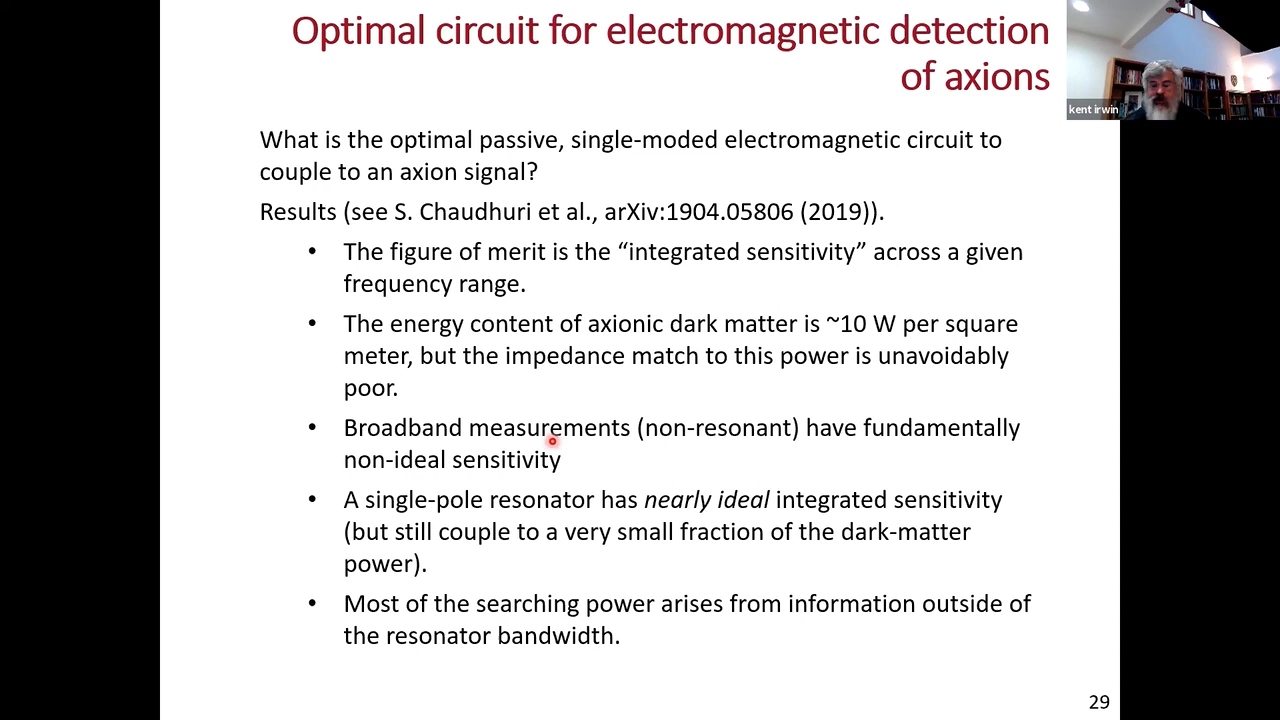 Optimal circuit for electromagnetic detection
of axions
kent irwin
What is the optimal passive, single-moded electromagnetic circuit to
couple to an axion signal?
Results (see S. Chaudhuri et al., arXiv:1904.05806 (2019)).
• The figure of merit is the “integrated sensitivity” across a given
frequency range.
• The energy content of axionic dark matter is ~10 W per square
meter, but the impedance match to this power is unavoidably
poor.
• Broadband measurements (non-resonant) have fundamentally
non-ideal sensitivity
• A single-pole resonator has nearly ideal integrated sensitivity
(but still couple to a very small fraction of the dark-matter
power).
• Most of the searching power arises from information outside of
the resonator bandwidth.
29